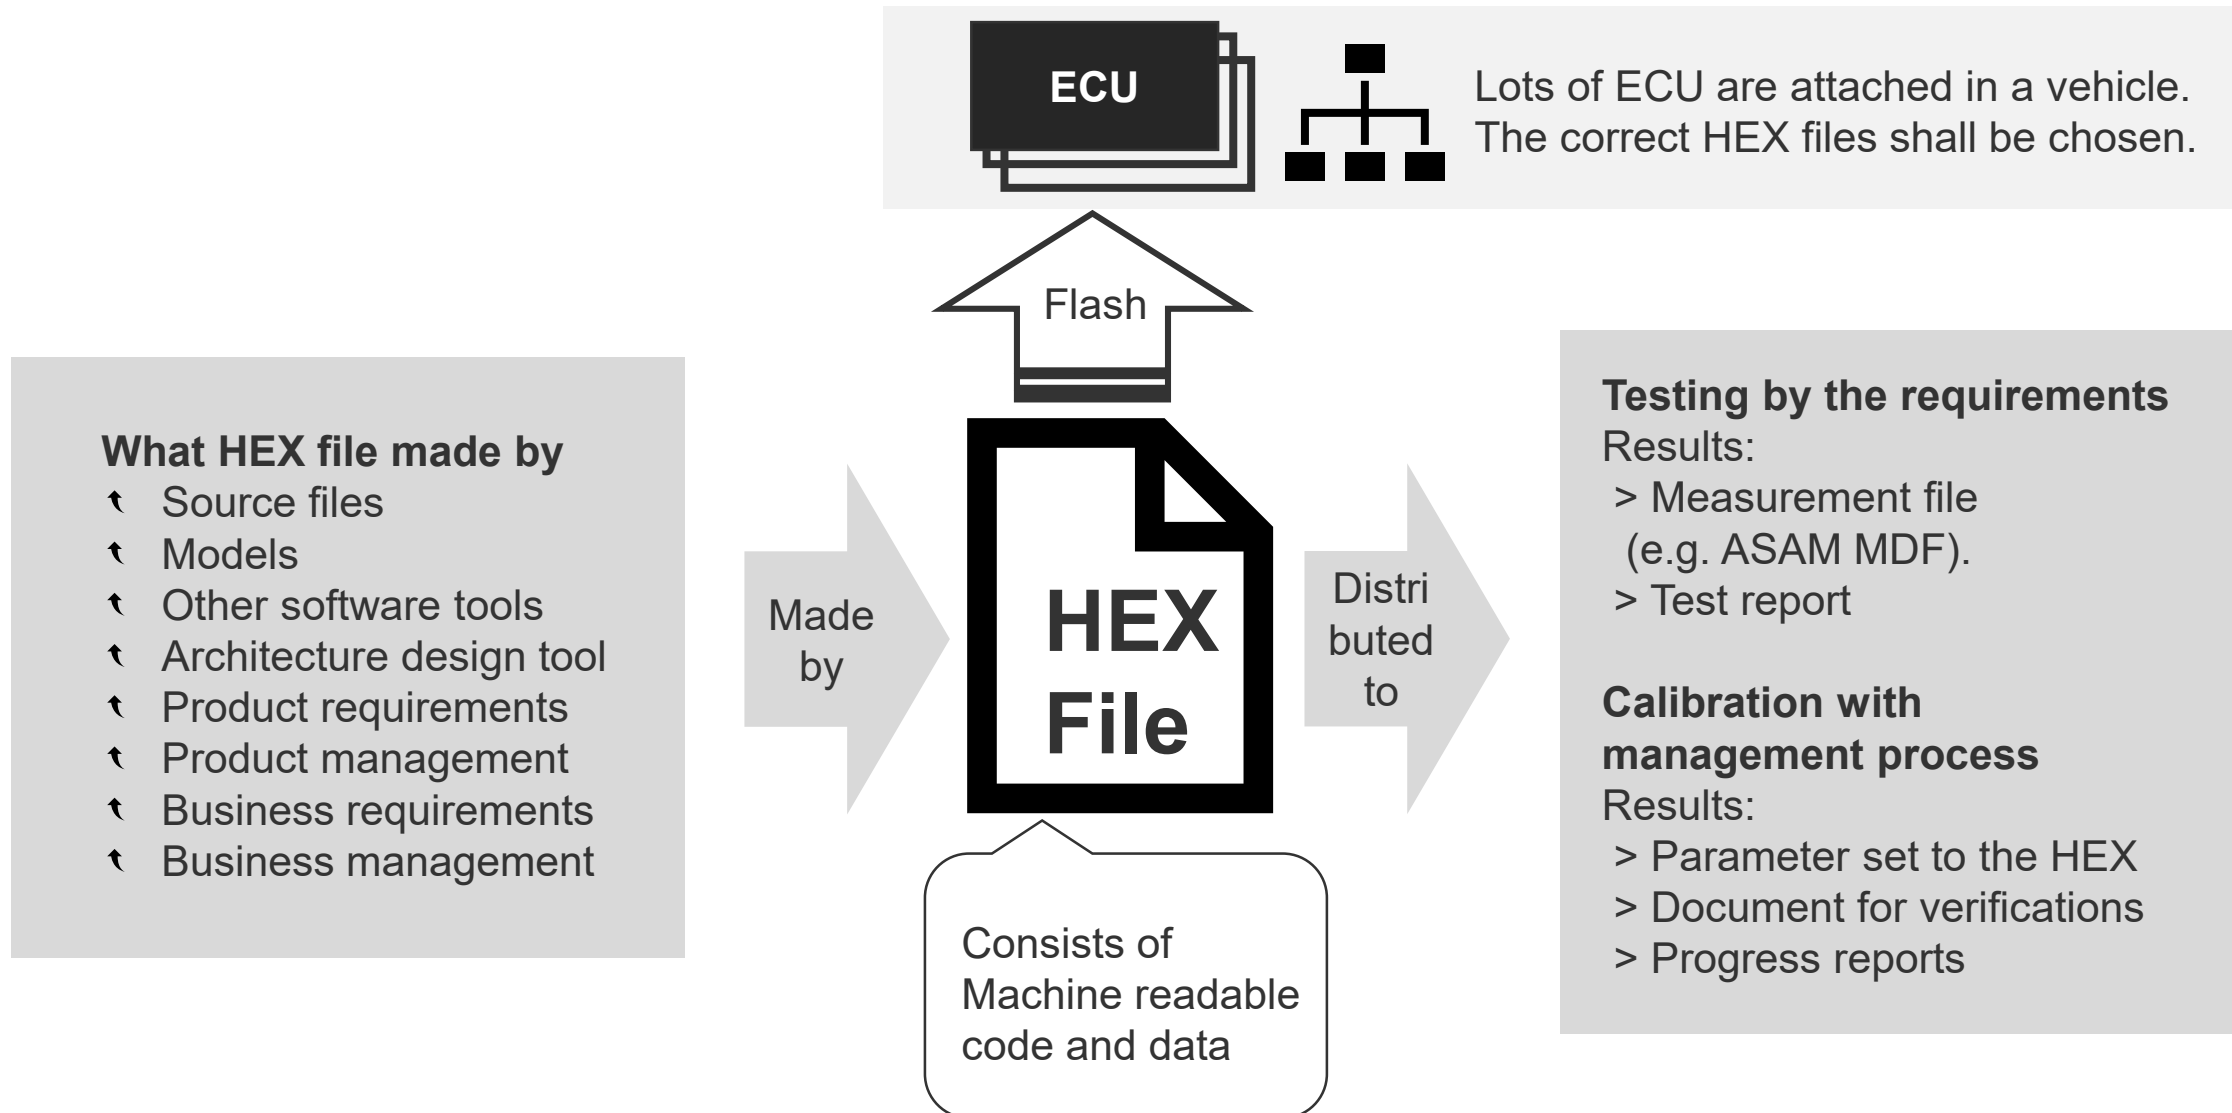 ECU
Lots of ECU are attached in a vehicle.
The correct HEX files shall be chosen.
Flash
What HEX file made by
Source files
Models
Other software tools
Architecture design tool
Product requirements
Product management
Business requirements
Business management
Made
by
HEX
File
Distri
buted
to
Testing by the requirements
Results:
> Measurement file
(e.g. ASAM MDF).
> Test report
Calibration with
management process
Results:
> Parameter set to the HEX
> Document for verifications
> Progress reports
Consists of
Machine readable
code and data